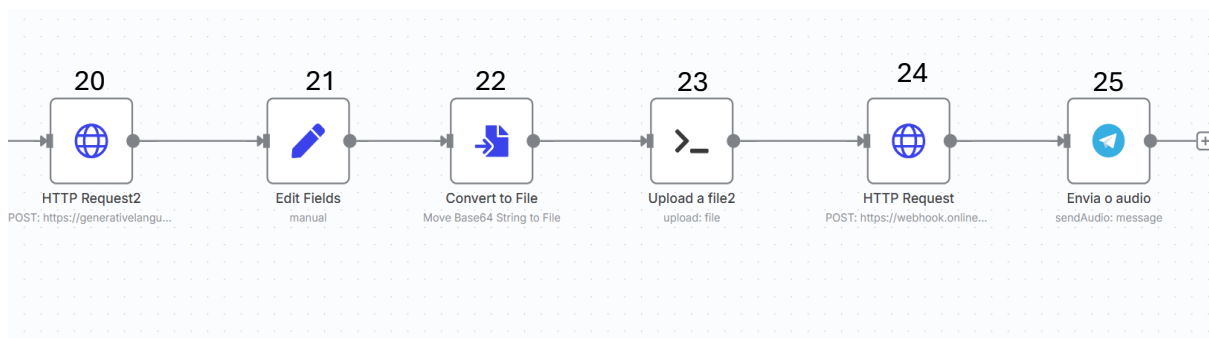 20
21
22
23
24
25
HTTP Request2
Edit Fields
Convert to File
Upload a file2
HTTP Request
Envia o audio
POST: https://generativelangu...
manual
Move Base64 String to File
upload: file
POST: https://webhook.online...
sendAudio: message